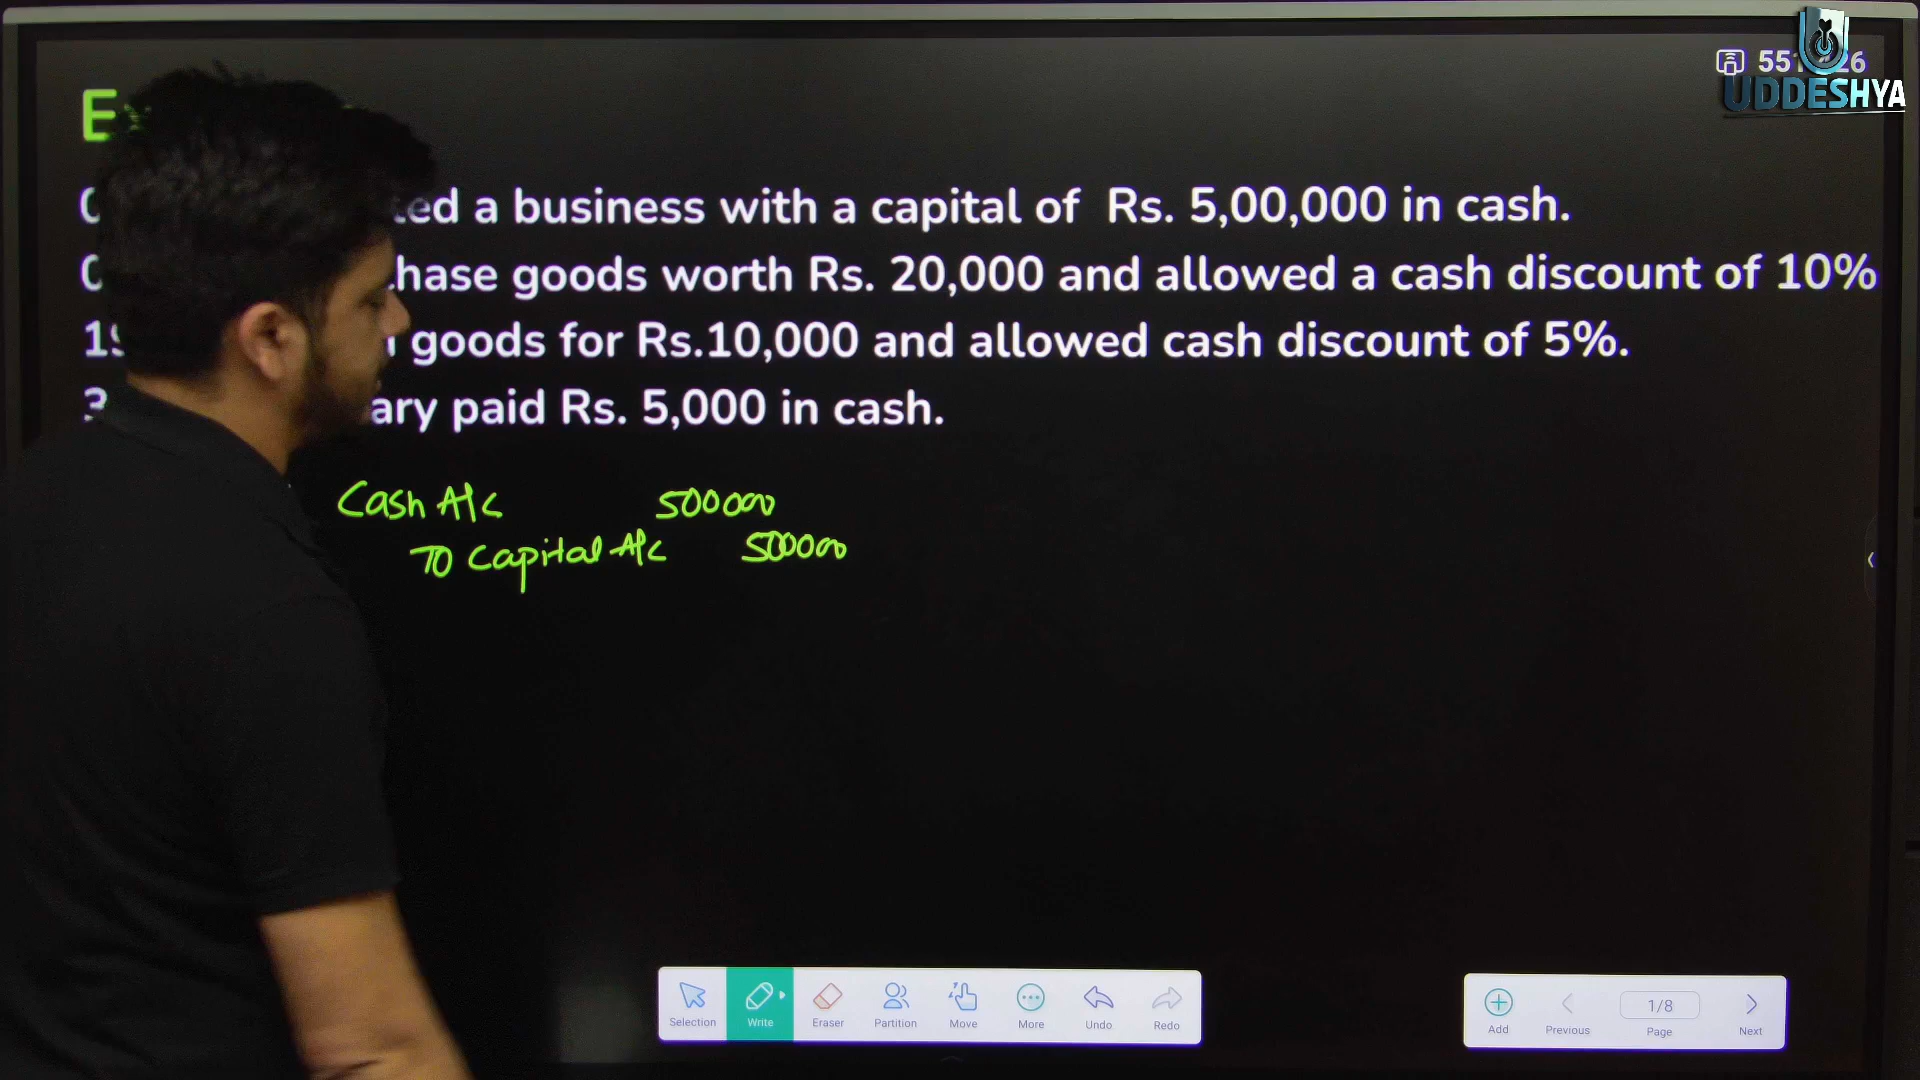 UDDESHYA
a business with a capital of Rs. 5,00,000 in cash.
goods worth Rs. 20,000 and allowed a cash discount of 10%
goods for Rs.10,000 and allowed cash discount of 5%.
paid Rs. 5,000 in cash.
Cash A/c 500000
To Capital A/c 500000
Selection Write Eraser Partition Move More Undo Redo
Add Previous 1/8 Page Next